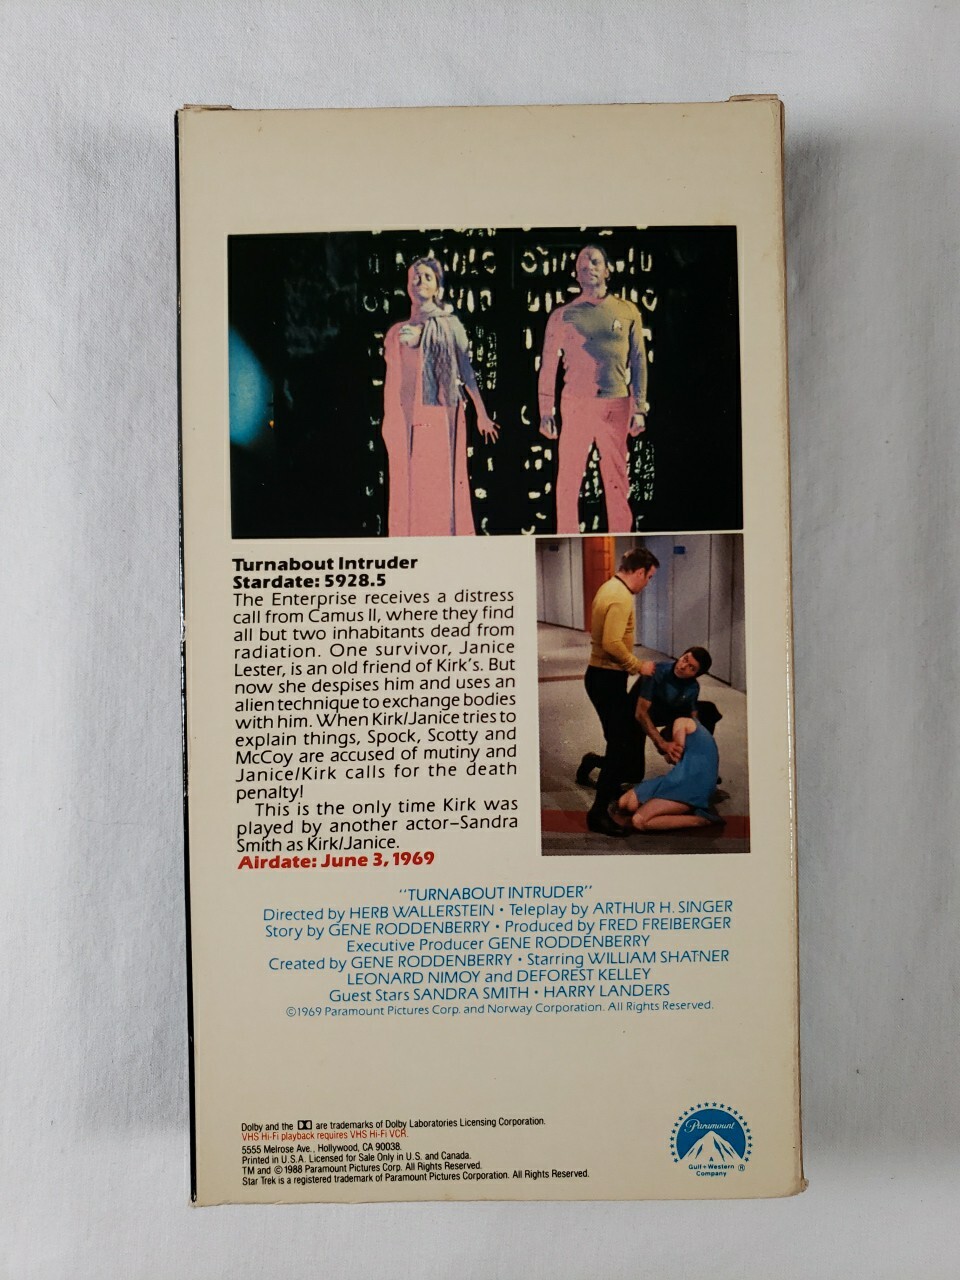 Turnabout Intruder
Stardate: 5928.5
The Enterprise receives a distress
call from Camus II, where they find
all but two inhabitants dead from
radiation. One survivor, Janice
Lester, is an old friend of Kirk's. But
now she despises him and uses an
alien technique to exchange bodies
with him. When Kirk/Janice tries to
explain things, Spock, Scotty and
McCoy are accused of mutiny and
Janice/Kirk calls for the death
penalty!
This is the only time Kirk was
played by another actor–Sandra
Smith as Kirk/Janice.
Airdate: June 3, 1969
"TURNABOUT INTRUDER"
Directed by HERB WALLERSTEIN • Teleplay by ARTHUR H. SINGER
Story by GENE RODDENBERRY • Produced by FRED FREIBERGER
Executive Producer GENE RODDENBERRY
Created by GENE RODDENBERRY • Starring WILLIAM SHATNER
LEONARD NIMOY and DEFOREST KELLEY
Guest Stars SANDRA SMITH • HARRY LANDERS
©1969 Paramount Pictures Corp. and Norway Corporation. All Rights Reserved.
Dolby and the are trademarks of Dolby Laboratories Licensing Corporation.
VHS Hi-Fi playback requires VHS Hi-Fi VCR.
5555 Melrose Ave., Hollywood, CA 90038.
Printed in U.S.A. Licensed for Sale Only in U.S. and Canada.
TM and © 1988 Paramount Pictures Corp. All Rights Reserved.
Star Trek is a registered trademark of Paramount Pictures Corporation. All Rights Reserved.
Paramount
A
Gulf+Western
Company
®